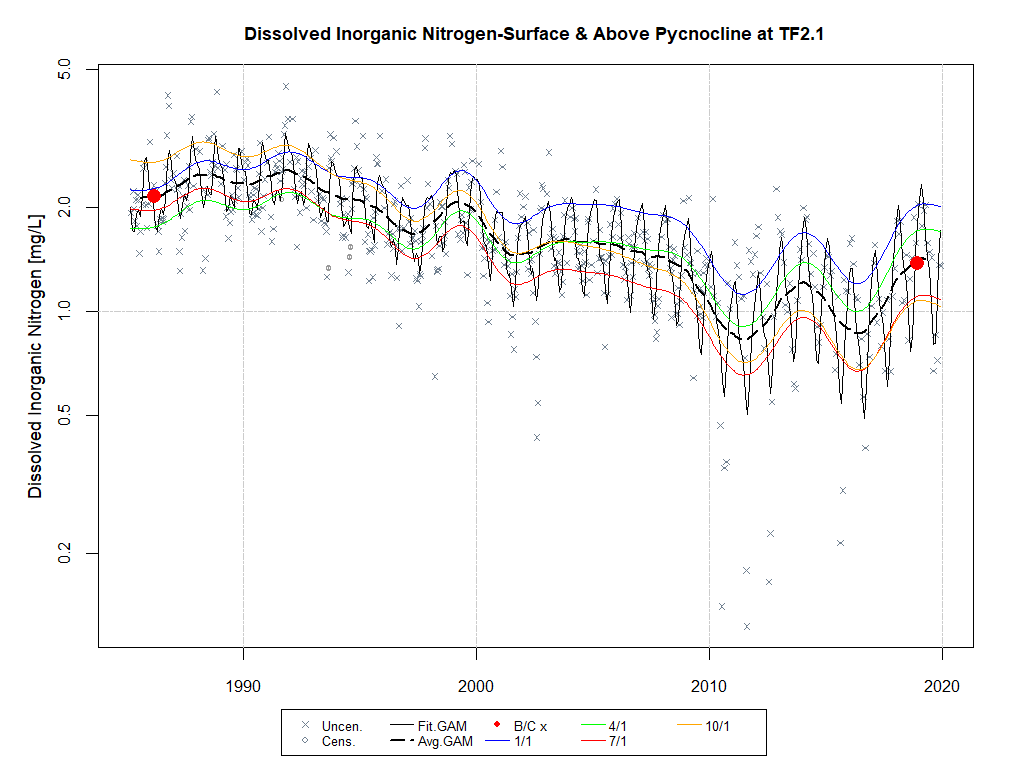 Dissolved Inorganic Nitrogen-Surface & Above Pycnocline at TF2.1
Dissolved Inorganic Nitrogen [mg/L]
5.0
2.0
1.0
0.5
0.2
1990 2000 2010 2020
Uncen. Fit.GAM B/C x 4/1 10/1
Cens. Avg.GAM 1/1 7/1